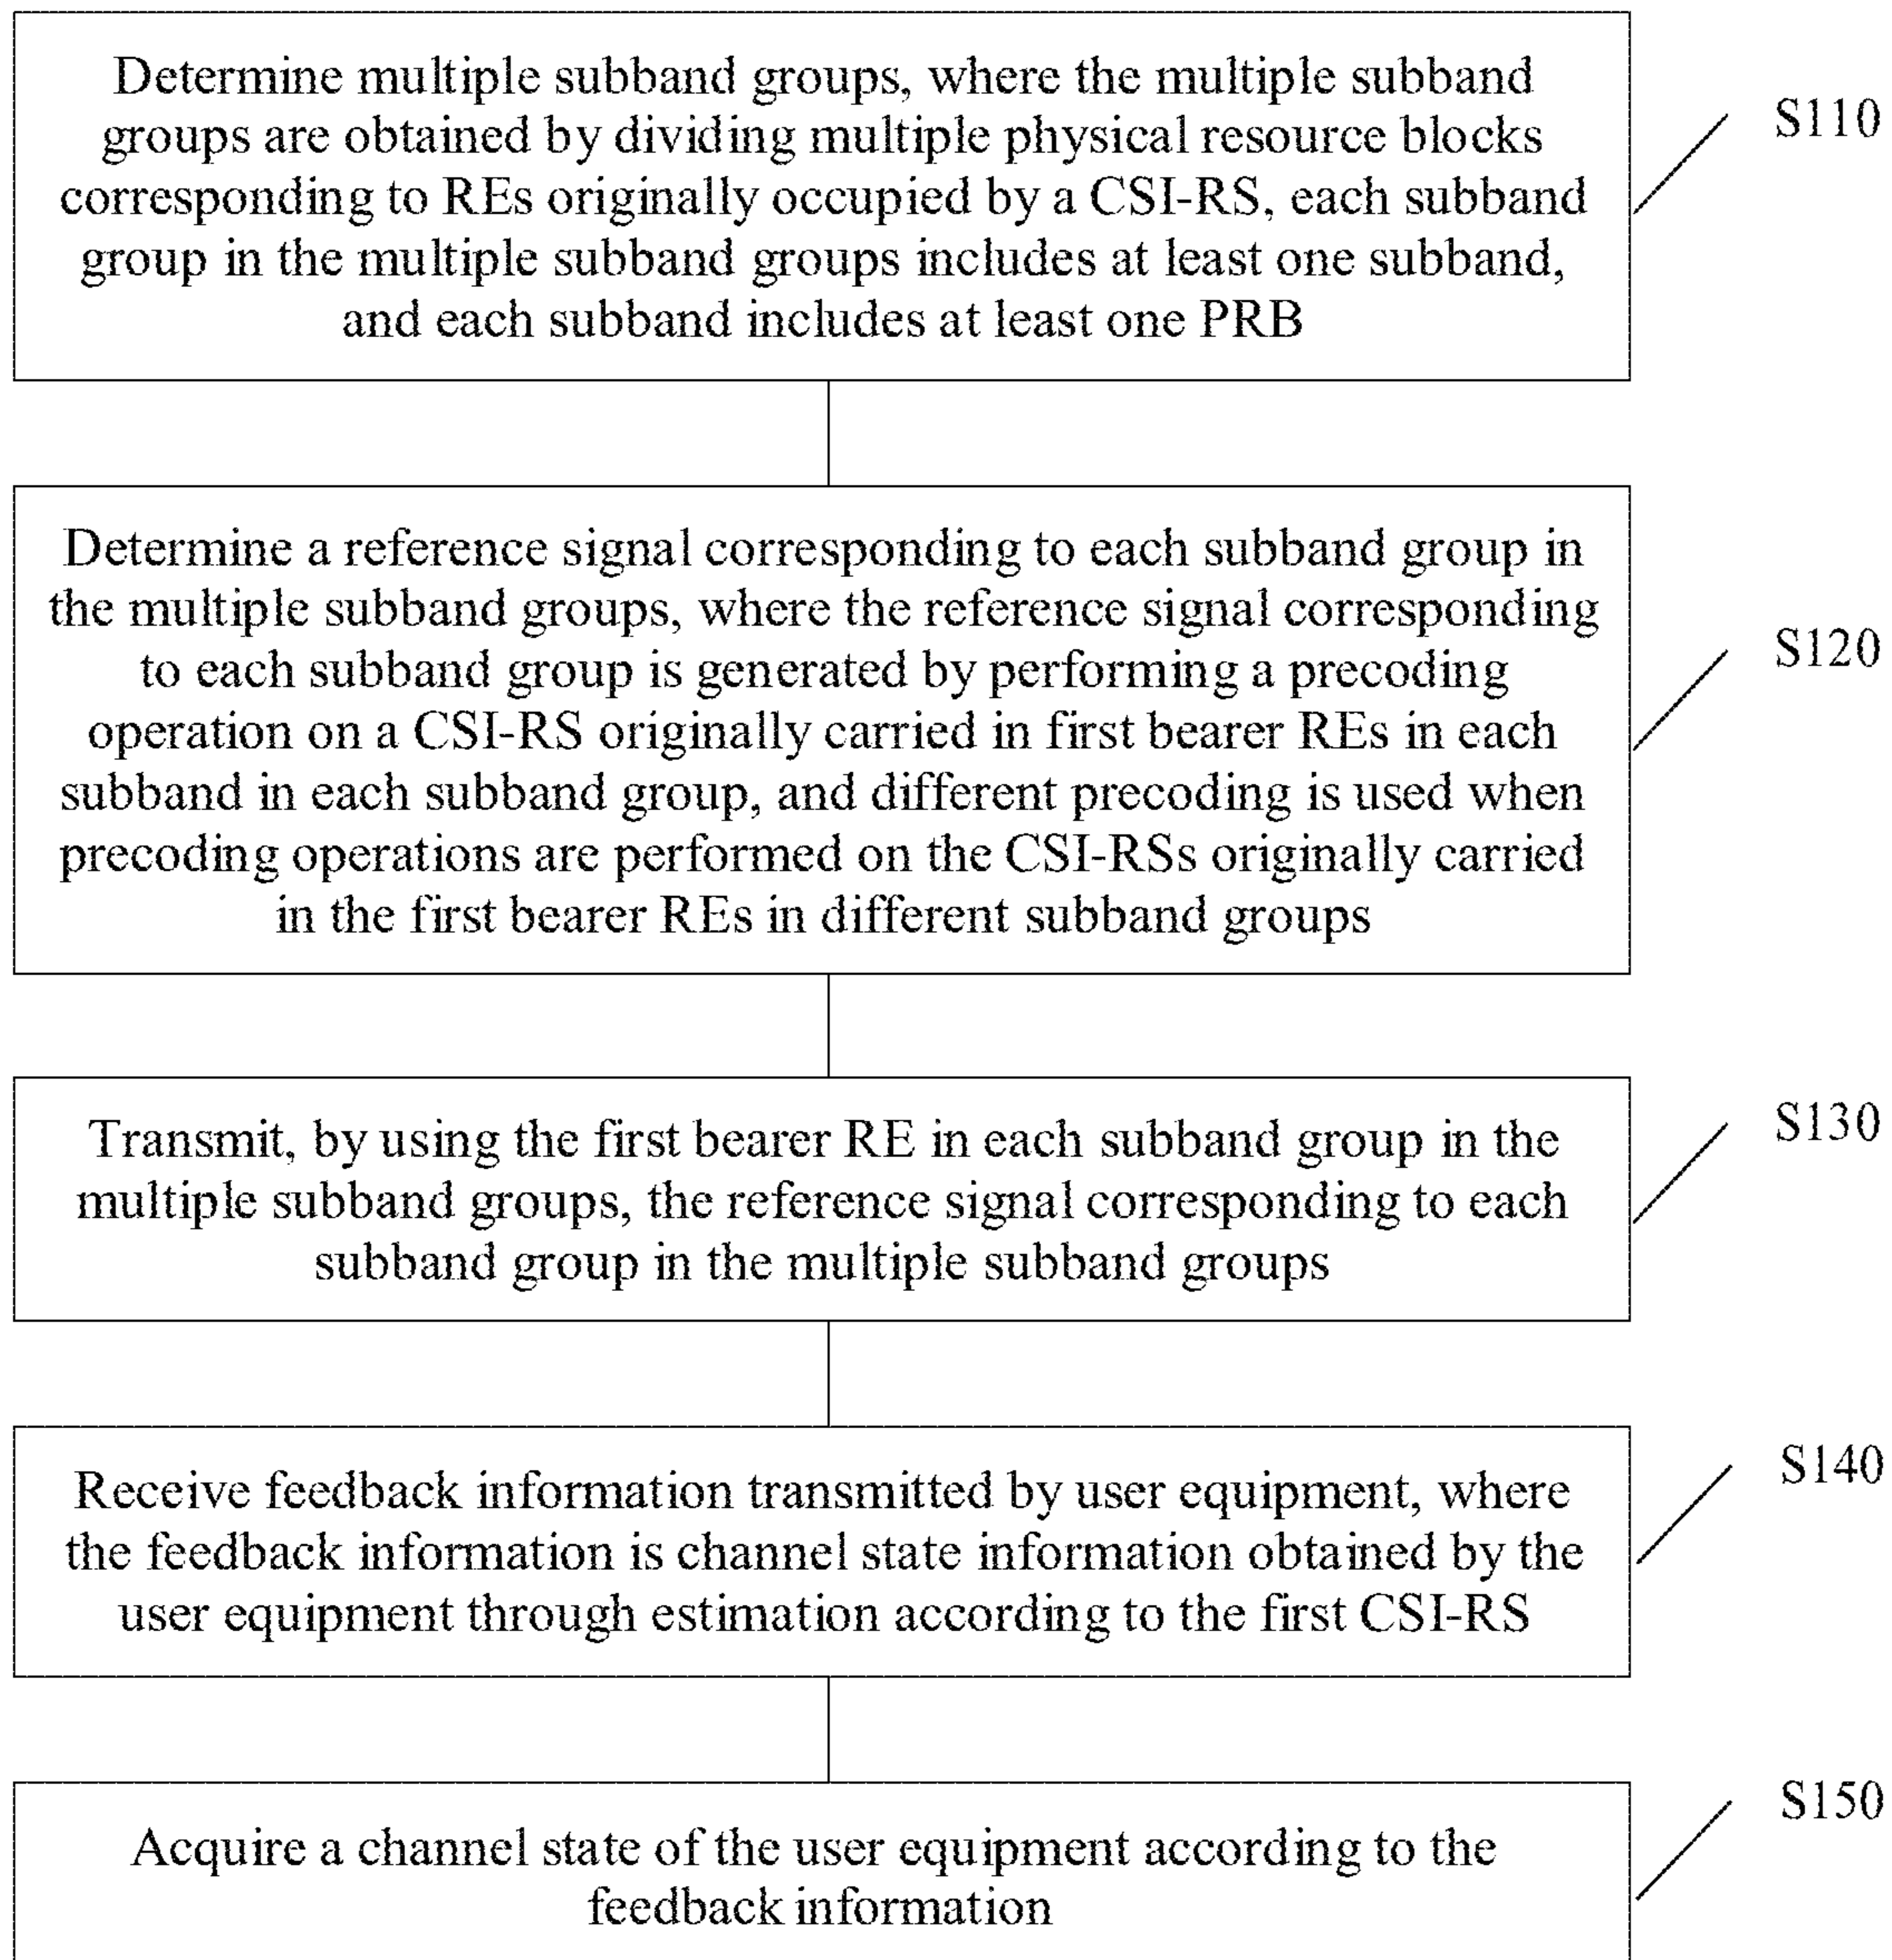 Determine multiple subband groups, where the multiple subband
groups are obtained by dividing multiple physical resource blocks
corresponding to REs originally occupied by a CSI-RS, each subband
group in the multiple subband groups includes at least one subband,
and each subband includes at least one PRB
S110
Determine a reference signal corresponding to each subband group in
the multiple subband groups, where the reference signal corresponding
to each subband group is generated by performing a precoding
operation on a CSI-RS originally carried in first bearer REs in each
subband in each subband group, and different precoding is used when
precoding operations are performed on the CSI-RSs originally carried
in the first bearer REs in different subband groups
S120
Transmit, by using the first bearer RE in each subband group in the
multiple subband groups, the reference signal corresponding to each
subband group in the multiple subband groups
S130
Receive feedback information transmitted by user equipment, where
the feedback information is channel state information obtained by the
user equipment through estimation according to the first CSI-RS
S140
Acquire a channel state of the user equipment according to the
feedback information
S150